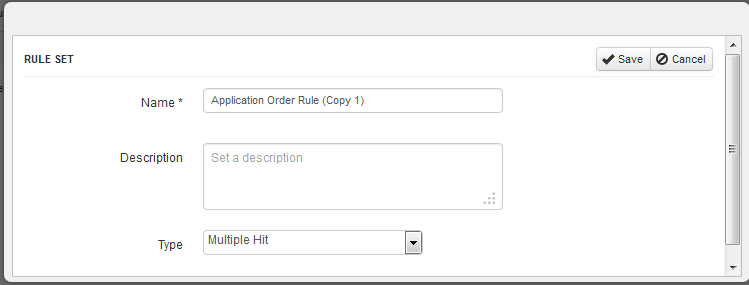 RULE SET
Save
Cancel
Name *
Application Order Rule (Copy 1)
Description
Set a description
Type
Multiple Hit